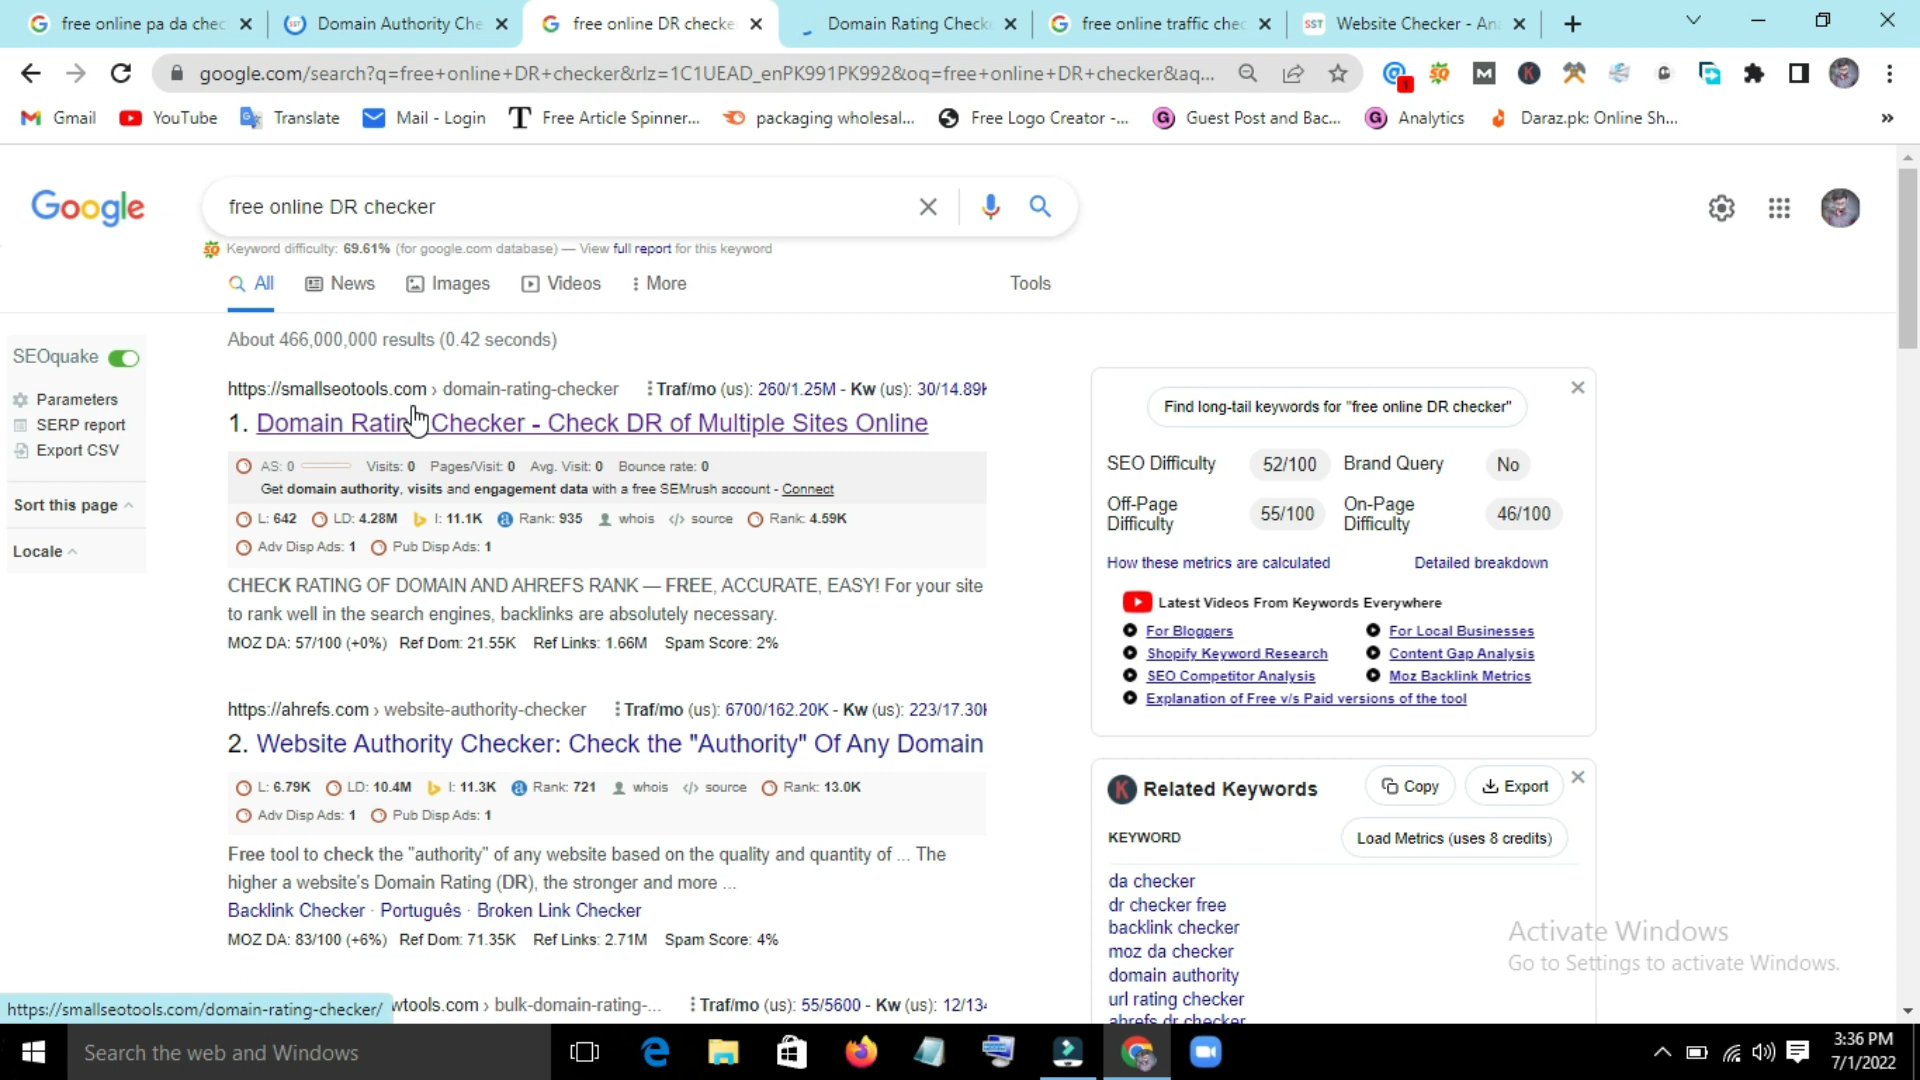 free online pa da chec
Domain Authority Che
free online DR checke
Domain Rating Check
free online traffic chec
SST
Website Checker - An
google.com/search?q=free+online+DR+checker&rlz=1C1UEAD_enPK991PK992&oq=free+online+DR+checker&aq...
1
Gmail
YouTube
Translate
Mail - Login
Free Article Spinner...
packaging wholesal...
Free Logo Creator -...
Guest Post and Bac...
Analytics
Daraz.pk: Online Sh...
»
Google
free online DR checker
Keyword difficulty: 69.61% (for google.com database) — View full report for this keyword
All
News
Images
Videos
More
Tools
About 466,000,000 results (0.42 seconds)
SEOquake
Parameters
SERP report
Export CSV
Sort this page
Locale
https://smallseotools.com › domain-rating-checker
Traf/mo (us): 260/1.25M - Kw (us): 30/14.89K
1. Domain Rating Checker - Check DR of Multiple Sites Online
AS: 0 Visits: 0 Pages/Visit: 0 Avg. Visit: 0 Bounce rate: 0
Get domain authority, visits and engagement data with a free SEMrush account - Connect
L: 642 LD: 4.28M I: 11.1K Rank: 935 whois source Rank: 4.59K
Adv Disp Ads: 1 Pub Disp Ads: 1
CHECK RATING OF DOMAIN AND AHREFS RANK — FREE, ACCURATE, EASY! For your site
to rank well in the search engines, backlinks are absolutely necessary.
MOZ DA: 57/100 (+0%) Ref Dom: 21.55K Ref Links: 1.66M Spam Score: 2%
https://ahrefs.com › website-authority-checker
Traf/mo (us): 6700/162.20K - Kw (us): 223/17.30K
2. Website Authority Checker: Check the "Authority" Of Any Domain
L: 6.79K LD: 10.4M I: 11.3K Rank: 721 whois source Rank: 13.0K
Adv Disp Ads: 1 Pub Disp Ads: 1
Free tool to check the "authority" of any website based on the quality and quantity of ... The
higher a website's Domain Rating (DR), the stronger and more ...
Backlink Checker · Português · Broken Link Checker
MOZ DA: 83/100 (+6%) Ref Dom: 71.35K Ref Links: 2.71M Spam Score: 4%
wtools.com › bulk-domain-rating-...
Traf/mo (us): 55/5600 - Kw (us): 12/134
https://smallseotools.com/domain-rating-checker/
Find long-tail keywords for "free online DR checker"
SEO Difficulty 52/100 Brand Query No
Off-Page Difficulty 55/100 On-Page Difficulty 46/100
How these metrics are calculated
Detailed breakdown
Latest Videos From Keywords Everywhere
For Bloggers
For Local Businesses
Shopify Keyword Research
Content Gap Analysis
SEO Competitor Analysis
Moz Backlink Metrics
Explanation of Free v/s Paid versions of the tool
Related Keywords
Copy
Export
KEYWORD
Load Metrics (uses 8 credits)
da checker
dr checker free
backlink checker
moz da checker
domain authority
url rating checker
ahrefs dr checker
Activate Windows
Go to Settings to activate Windows.
Search the web and Windows
3:36 PM
7/1/2022